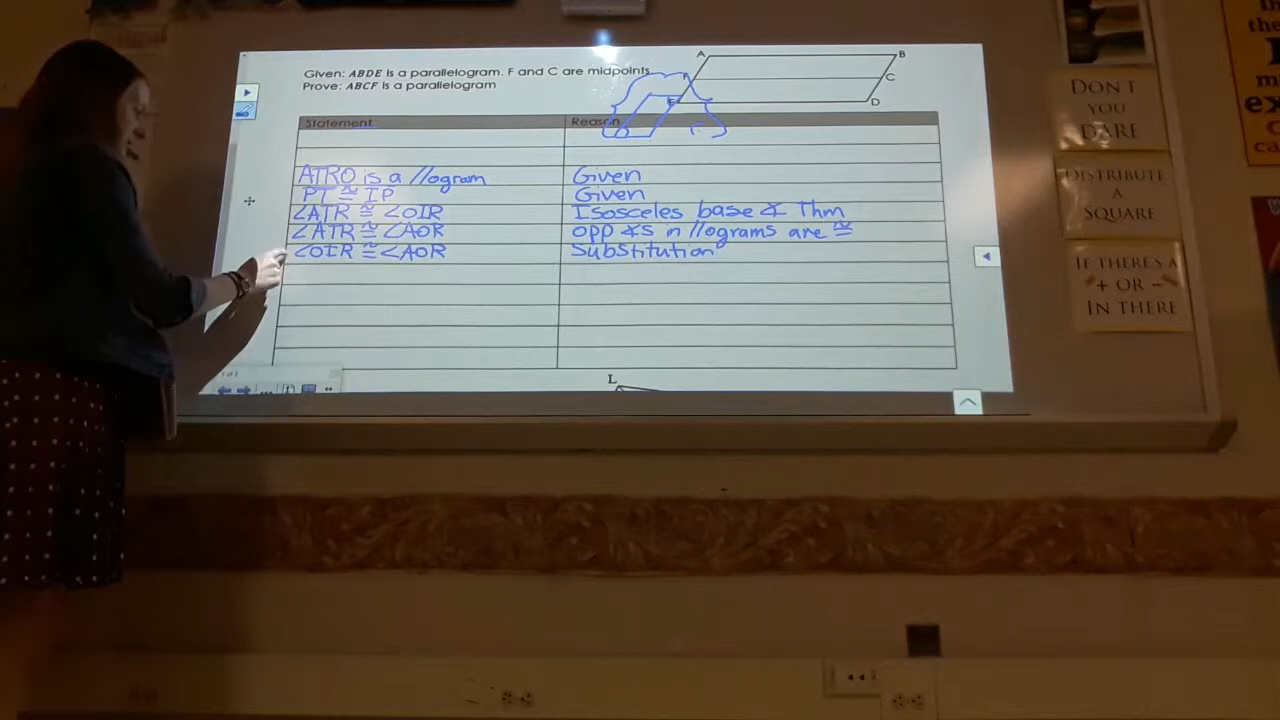 Given: ABDE is a parallelogram. F and C are midpoints
Prove: ABCF is a parallelogram
A
B
F
C
E
D
Statement
Reason
ATRO is a //ogram
Given
PT ≅ IP
Given
∠ATR ≅ ∠OIR
Isosceles base ∡ Thm
∠ATR ≅ ∠AOR
opp ∡s in //ograms are ≅
∠OIR ≅ ∠AOR
Substitution
L
DON'T
YOU
DARE
DISTRIBUTE
A
SQUARE
IF THERE'S A
+ OR -
IN THERE